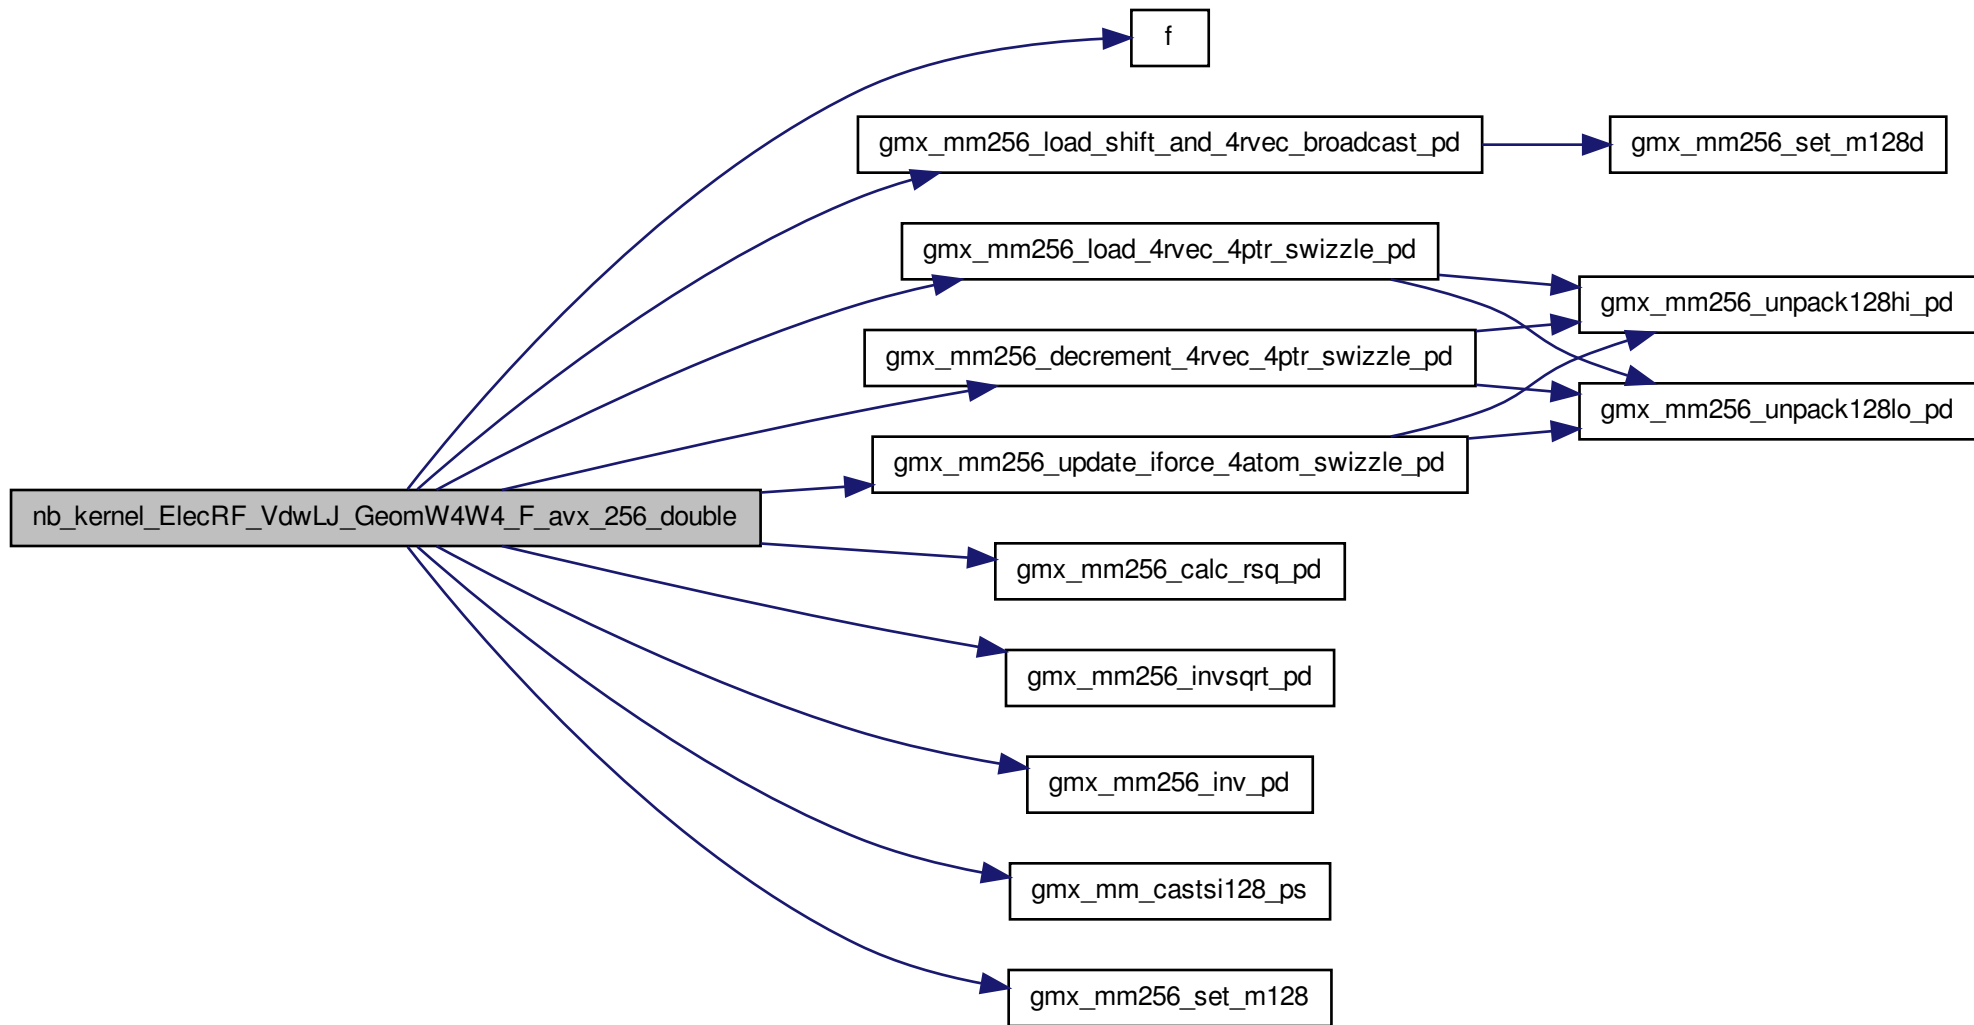 f
gmx_mm256_load_shift_and_4rvec_broadcast_pd
gmx_mm256_set_m128d
gmx_mm256_load_4rvec_4ptr_swizzle_pd
gmx_mm256_unpack128hi_pd
gmx_mm256_decrement_4rvec_4ptr_swizzle_pd
gmx_mm256_unpack128lo_pd
gmx_mm256_update_iforce_4atom_swizzle_pd
nb_kernel_ElecRF_VdwLJ_GeomW4W4_F_avx_256_double
gmx_mm256_calc_rsq_pd
gmx_mm256_invsqrt_pd
gmx_mm256_inv_pd
gmx_mm_castsi128_ps
gmx_mm256_set_m128